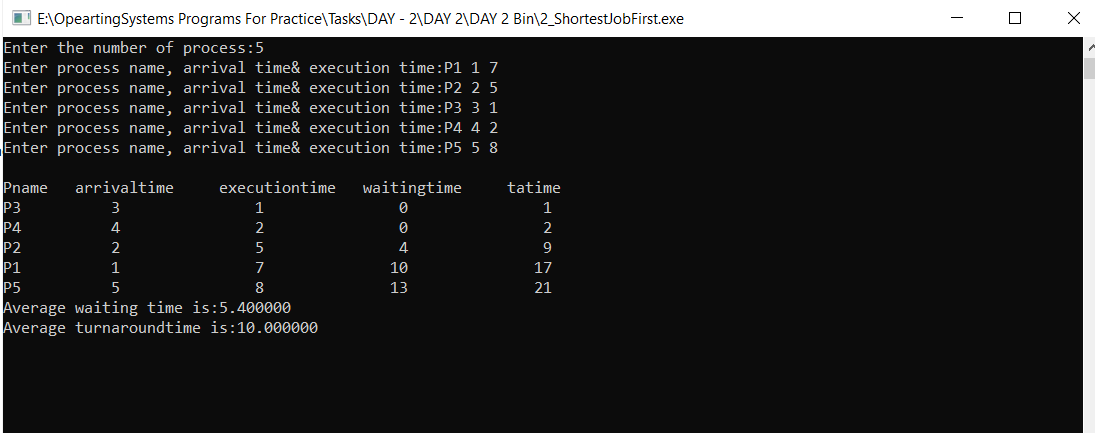 E:\OpeartingSystems Programs For Practice\Tasks\DAY - 2\DAY 2\DAY 2 Bin\2_ShortestJobFirst.exe
Enter the number of process:5
Enter process name, arrival time& execution time:P1 1 7
Enter process name, arrival time& execution time:P2 2 5
Enter process name, arrival time& execution time:P3 3 1
Enter process name, arrival time& execution time:P4 4 2
Enter process name, arrival time& execution time:P5 5 8
Pname arrivaltime executiontime waitingtime tatime
P3 3 1 0 1
P4 4 2 0 2
P2 2 5 4 9
P1 1 7 10 17
P5 5 8 13 21
Average waiting time is:5.400000
Average turnaroundtime is:10.000000